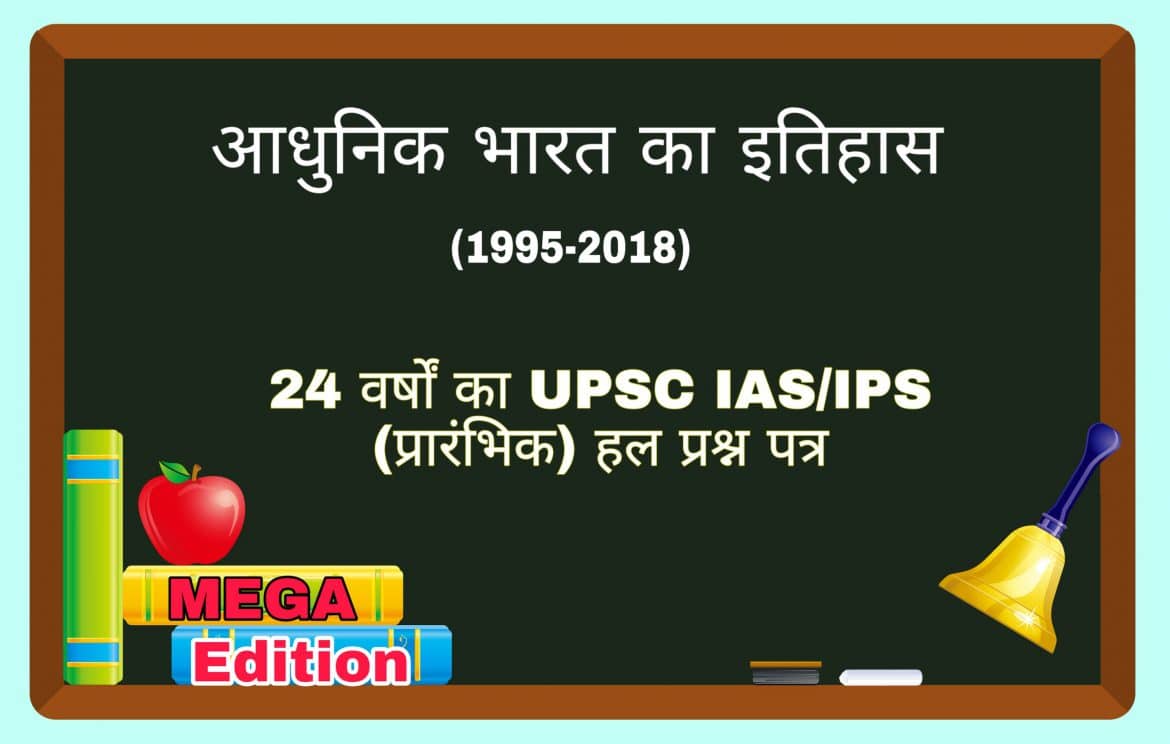 आधुनिक भारत का इतिहास
(1995-2018)
24 वर्षों का UPSC IAS/IPS
(प्रारंभिक) हल प्रश्न पत्र
MEGA
Edition